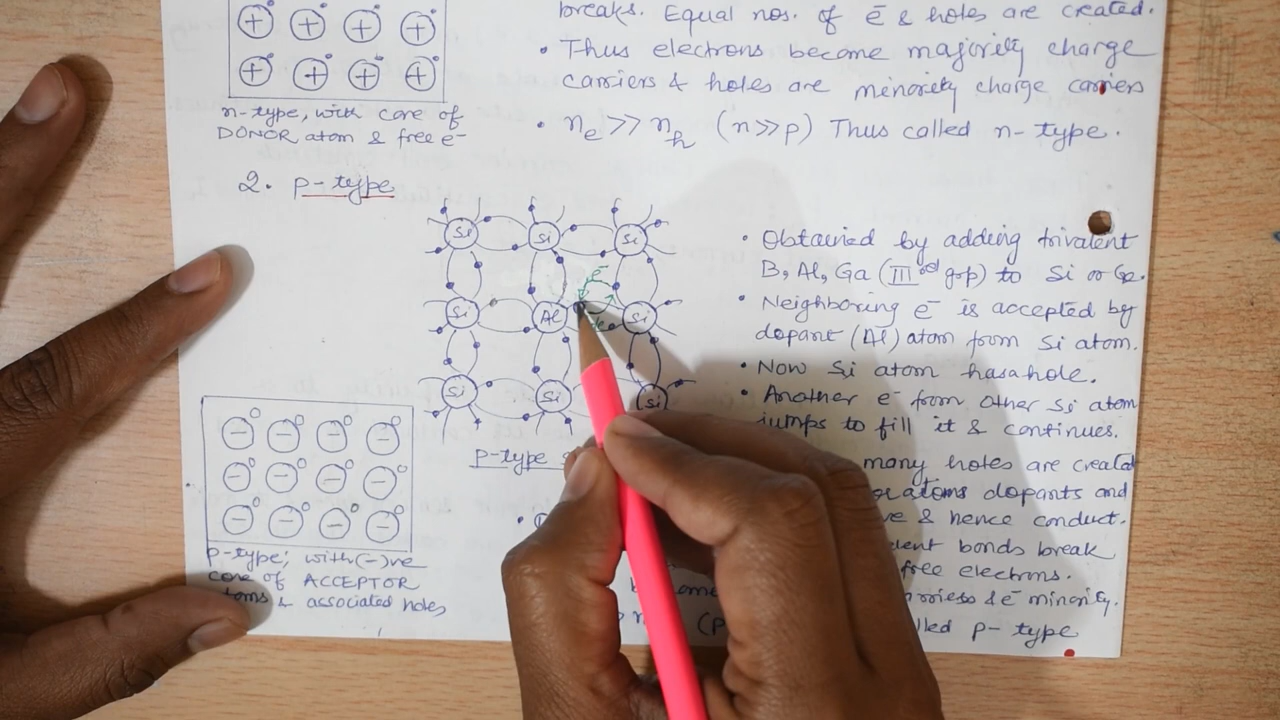 breaks. Equal nos. of ē & holes are created.
• Thus electrons become majority charge
carriers & holes are minority charge carriers
• nₑ >> nₕ (n>>p) Thus called n-type.
+ + + +
+ + + +
n-type, with core of
DONOR atom & free e⁻
2. p-type
Si Si Si
e⁻
Si Al Si
Si Si Si
p-type
• Obtained by adding trivalent
B, Al, Ga (III rd grp) to Si or Ge.
• Neighboring ē is accepted by
dopant (Al) atom from Si atom.
• Now Si atom has a hole.
• Another e⁻ from other Si atom
jumps to fill it & continues.
many holes are created
atoms dopants and
& hence conduct.
bonds break
free electrons.
& e⁻ minority.
(p
p-type
− − − −
− − − −
− − − −
p-type; with (-)ve
core of ACCEPTOR
& associated holes